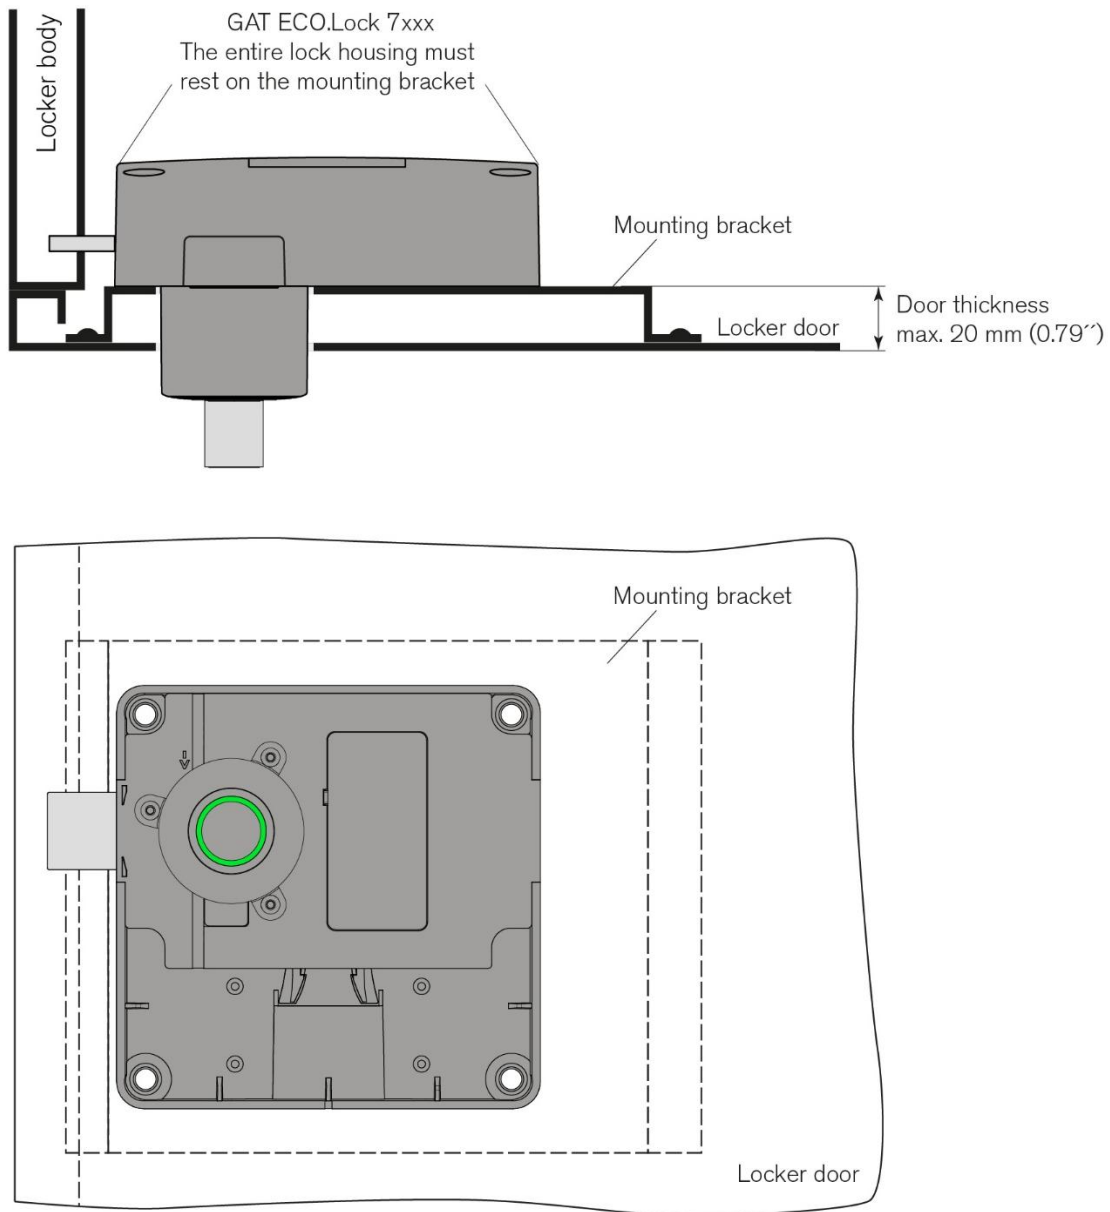 Locker body
GAT ECO.Lock 7xxx
The entire lock housing must
rest on the mounting bracket
Mounting bracket
Door thickness
max. 20 mm (0.79´´)
Locker door
Mounting bracket
Locker door